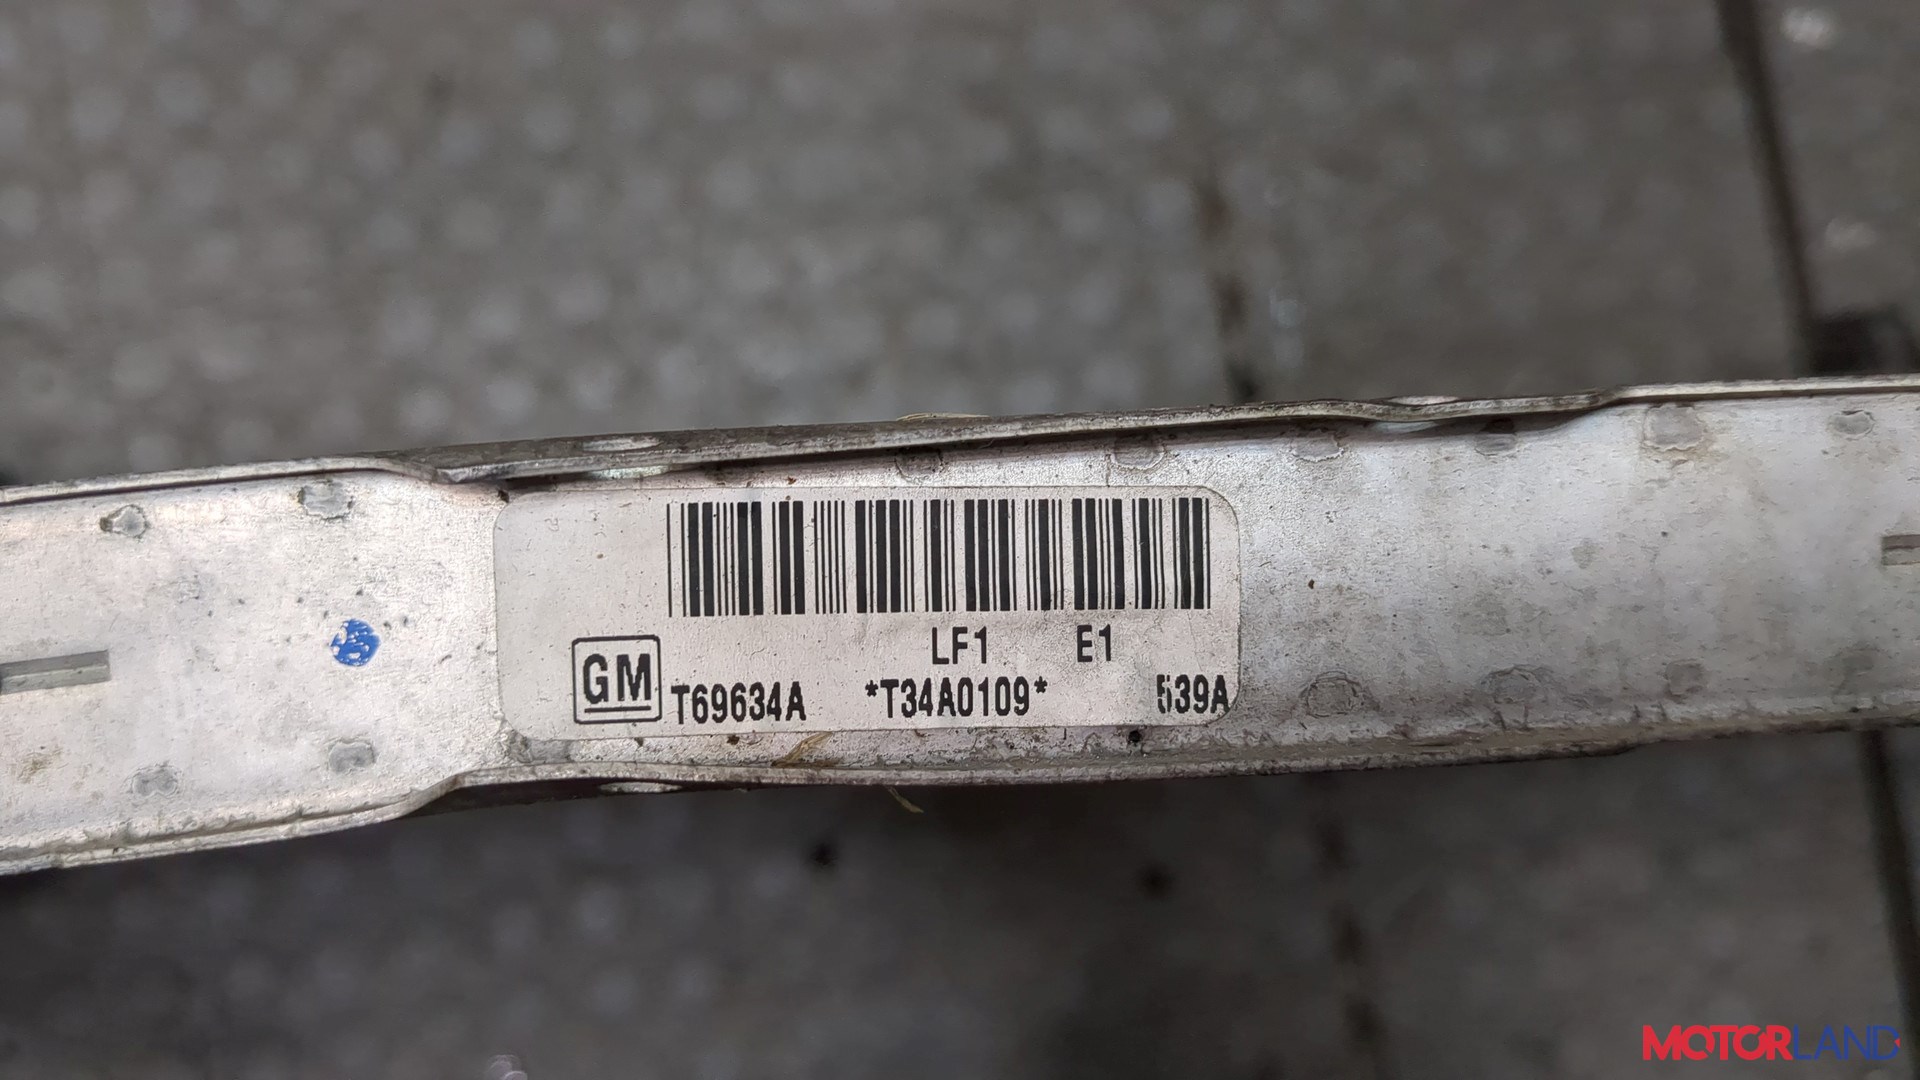 LF1 E1
GM T69634A *T34A0109* 539A
MOTORLAND